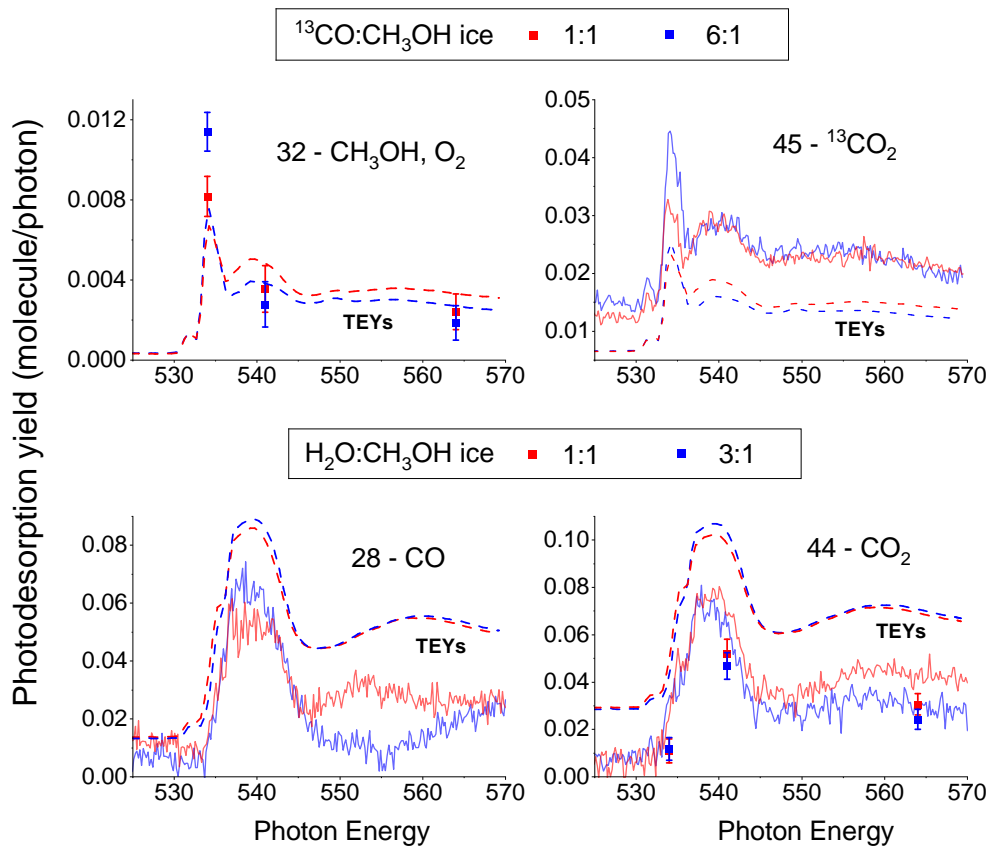 ¹³CO:CH₃OH ice 1:1 6:1
Photodesorption yield (molecule/photon)
0.012
0.008
0.004
0.000
32 - CH₃OH, O₂
TEYs
530 540 550 560 570
0.05
0.04
0.03
0.02
0.01
45 - ¹³CO₂
TEYs
530 540 550 560 570
H₂O:CH₃OH ice 1:1 3:1
0.08
0.06
0.04
0.02
0.00
28 - CO
TEYs
530 540 550 560 570
Photon Energy
0.10
0.08
0.06
0.04
0.02
0.00
44 - CO₂
TEYs
530 540 550 560 570
Photon Energy